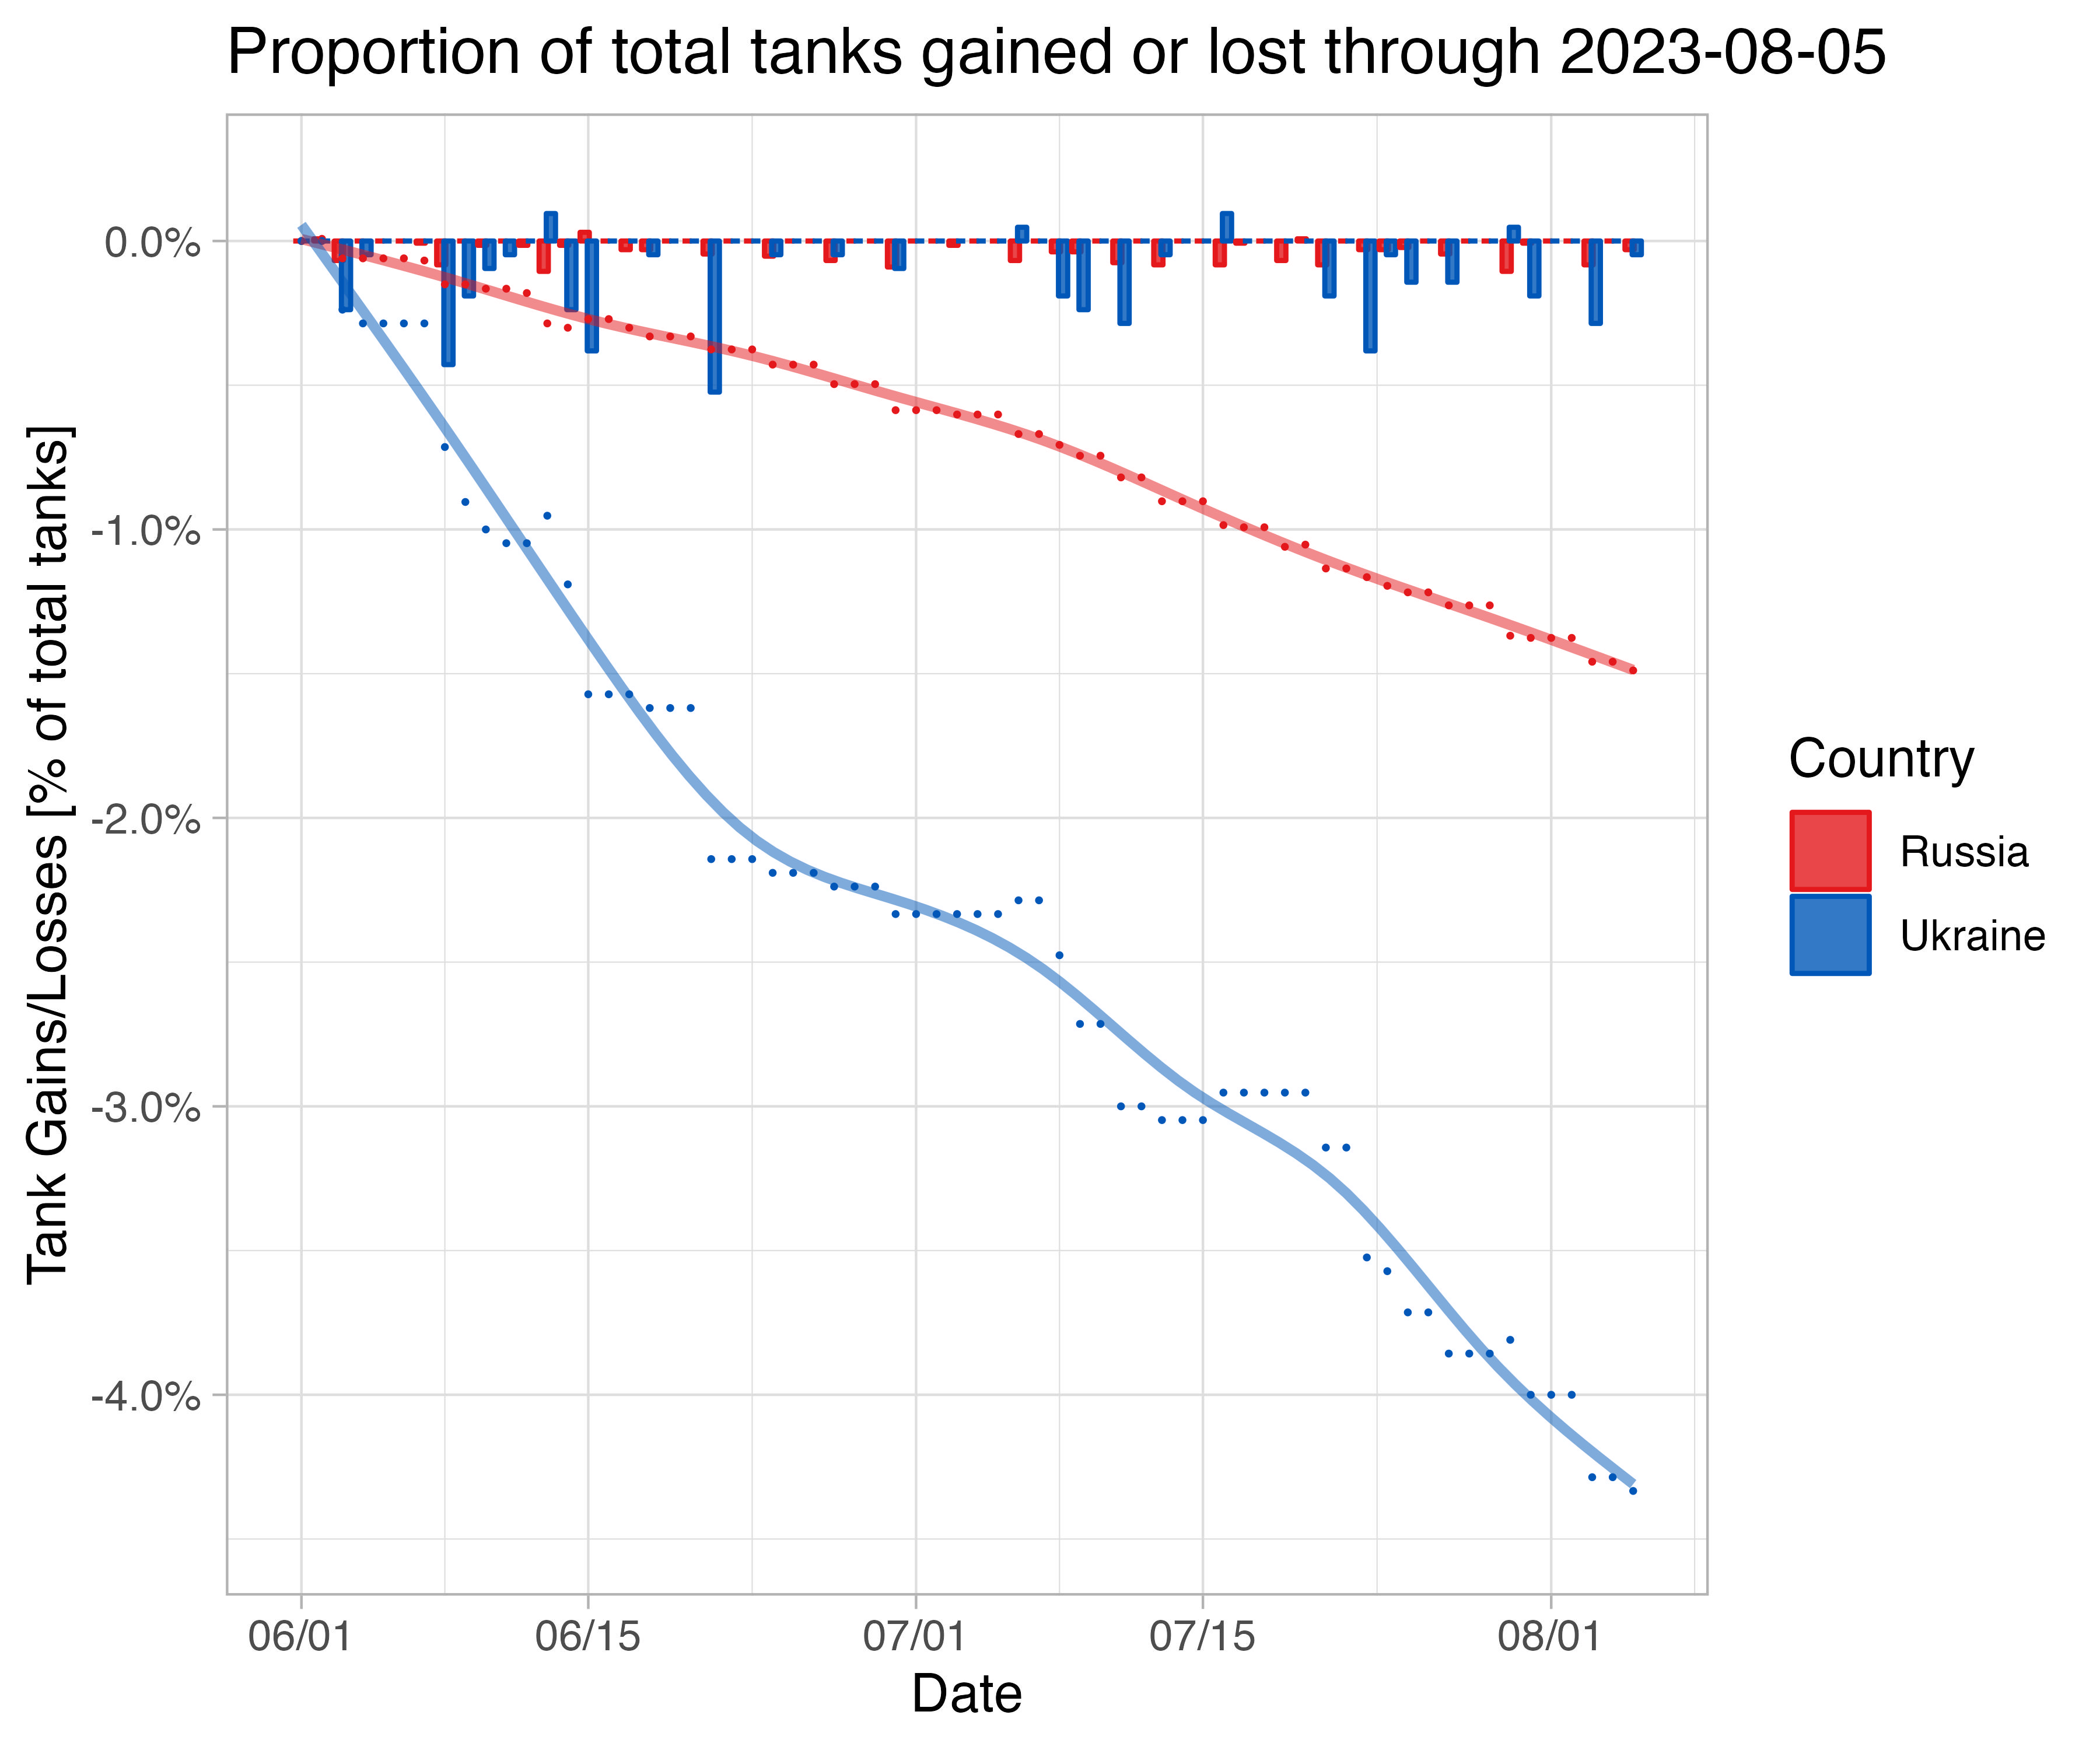 Proportion of total tanks gained or lost through 2023-08-05
Tank Gains/Losses [% of total tanks]
0.0%
-1.0%
-2.0%
-3.0%
-4.0%
06/01
06/15
07/01
07/15
08/01
Date
Country
Russia
Ukraine